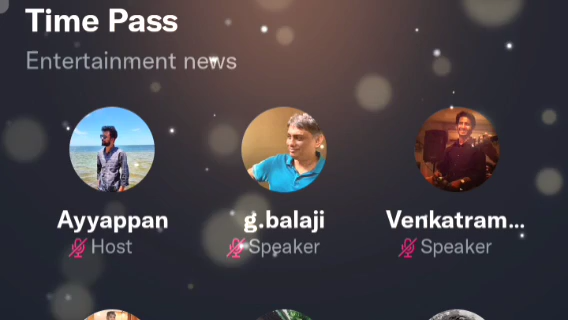 Time Pass
Entertainment news
Ayyappan g.balaji Venkatram...
Host Speaker Speaker